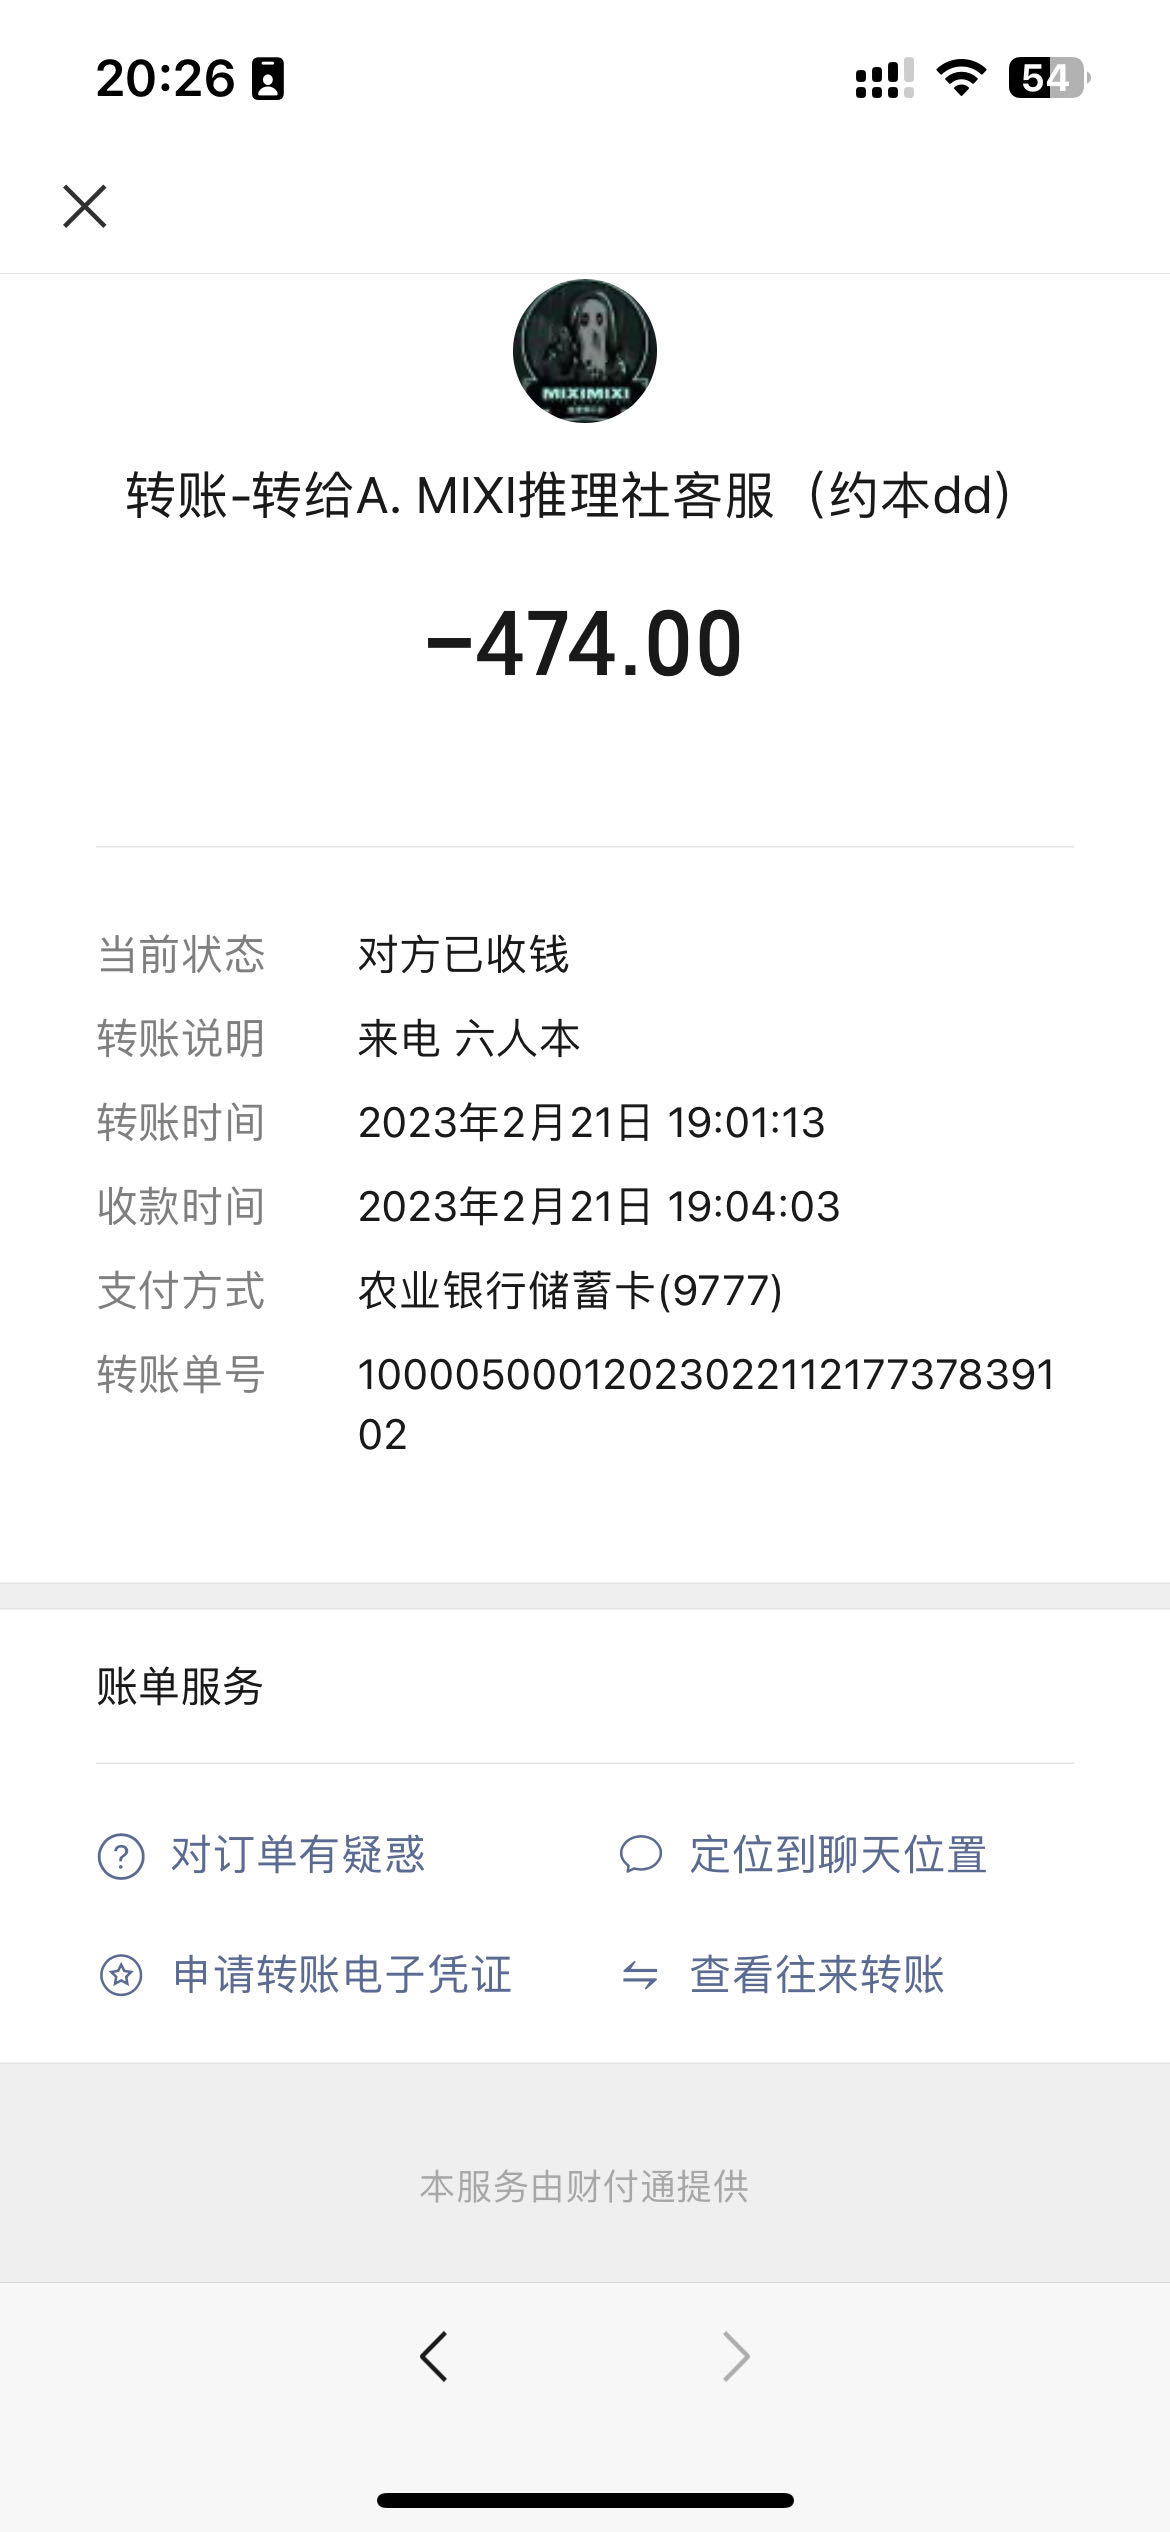 20:26
54
MIXIMIXI
转账-转给A. MIXI推理社客服（约本dd）
-474.00
当前状态 对方已收钱
转账说明 来电 六人本
转账时间 2023年2月21日 19:01:13
收款时间 2023年2月21日 19:04:03
支付方式 农业银行储蓄卡(9777)
转账单号 1000050001202302211217737839​1
02
账单服务
对订单有疑惑 定位到聊天位置
申请转账电子凭证 查看往来转账
本服务由财付通提供